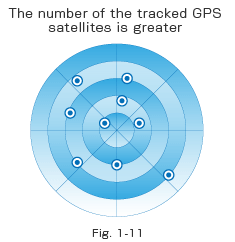 The number of the tracked GPS
satellites is greater
Fig. 1-11